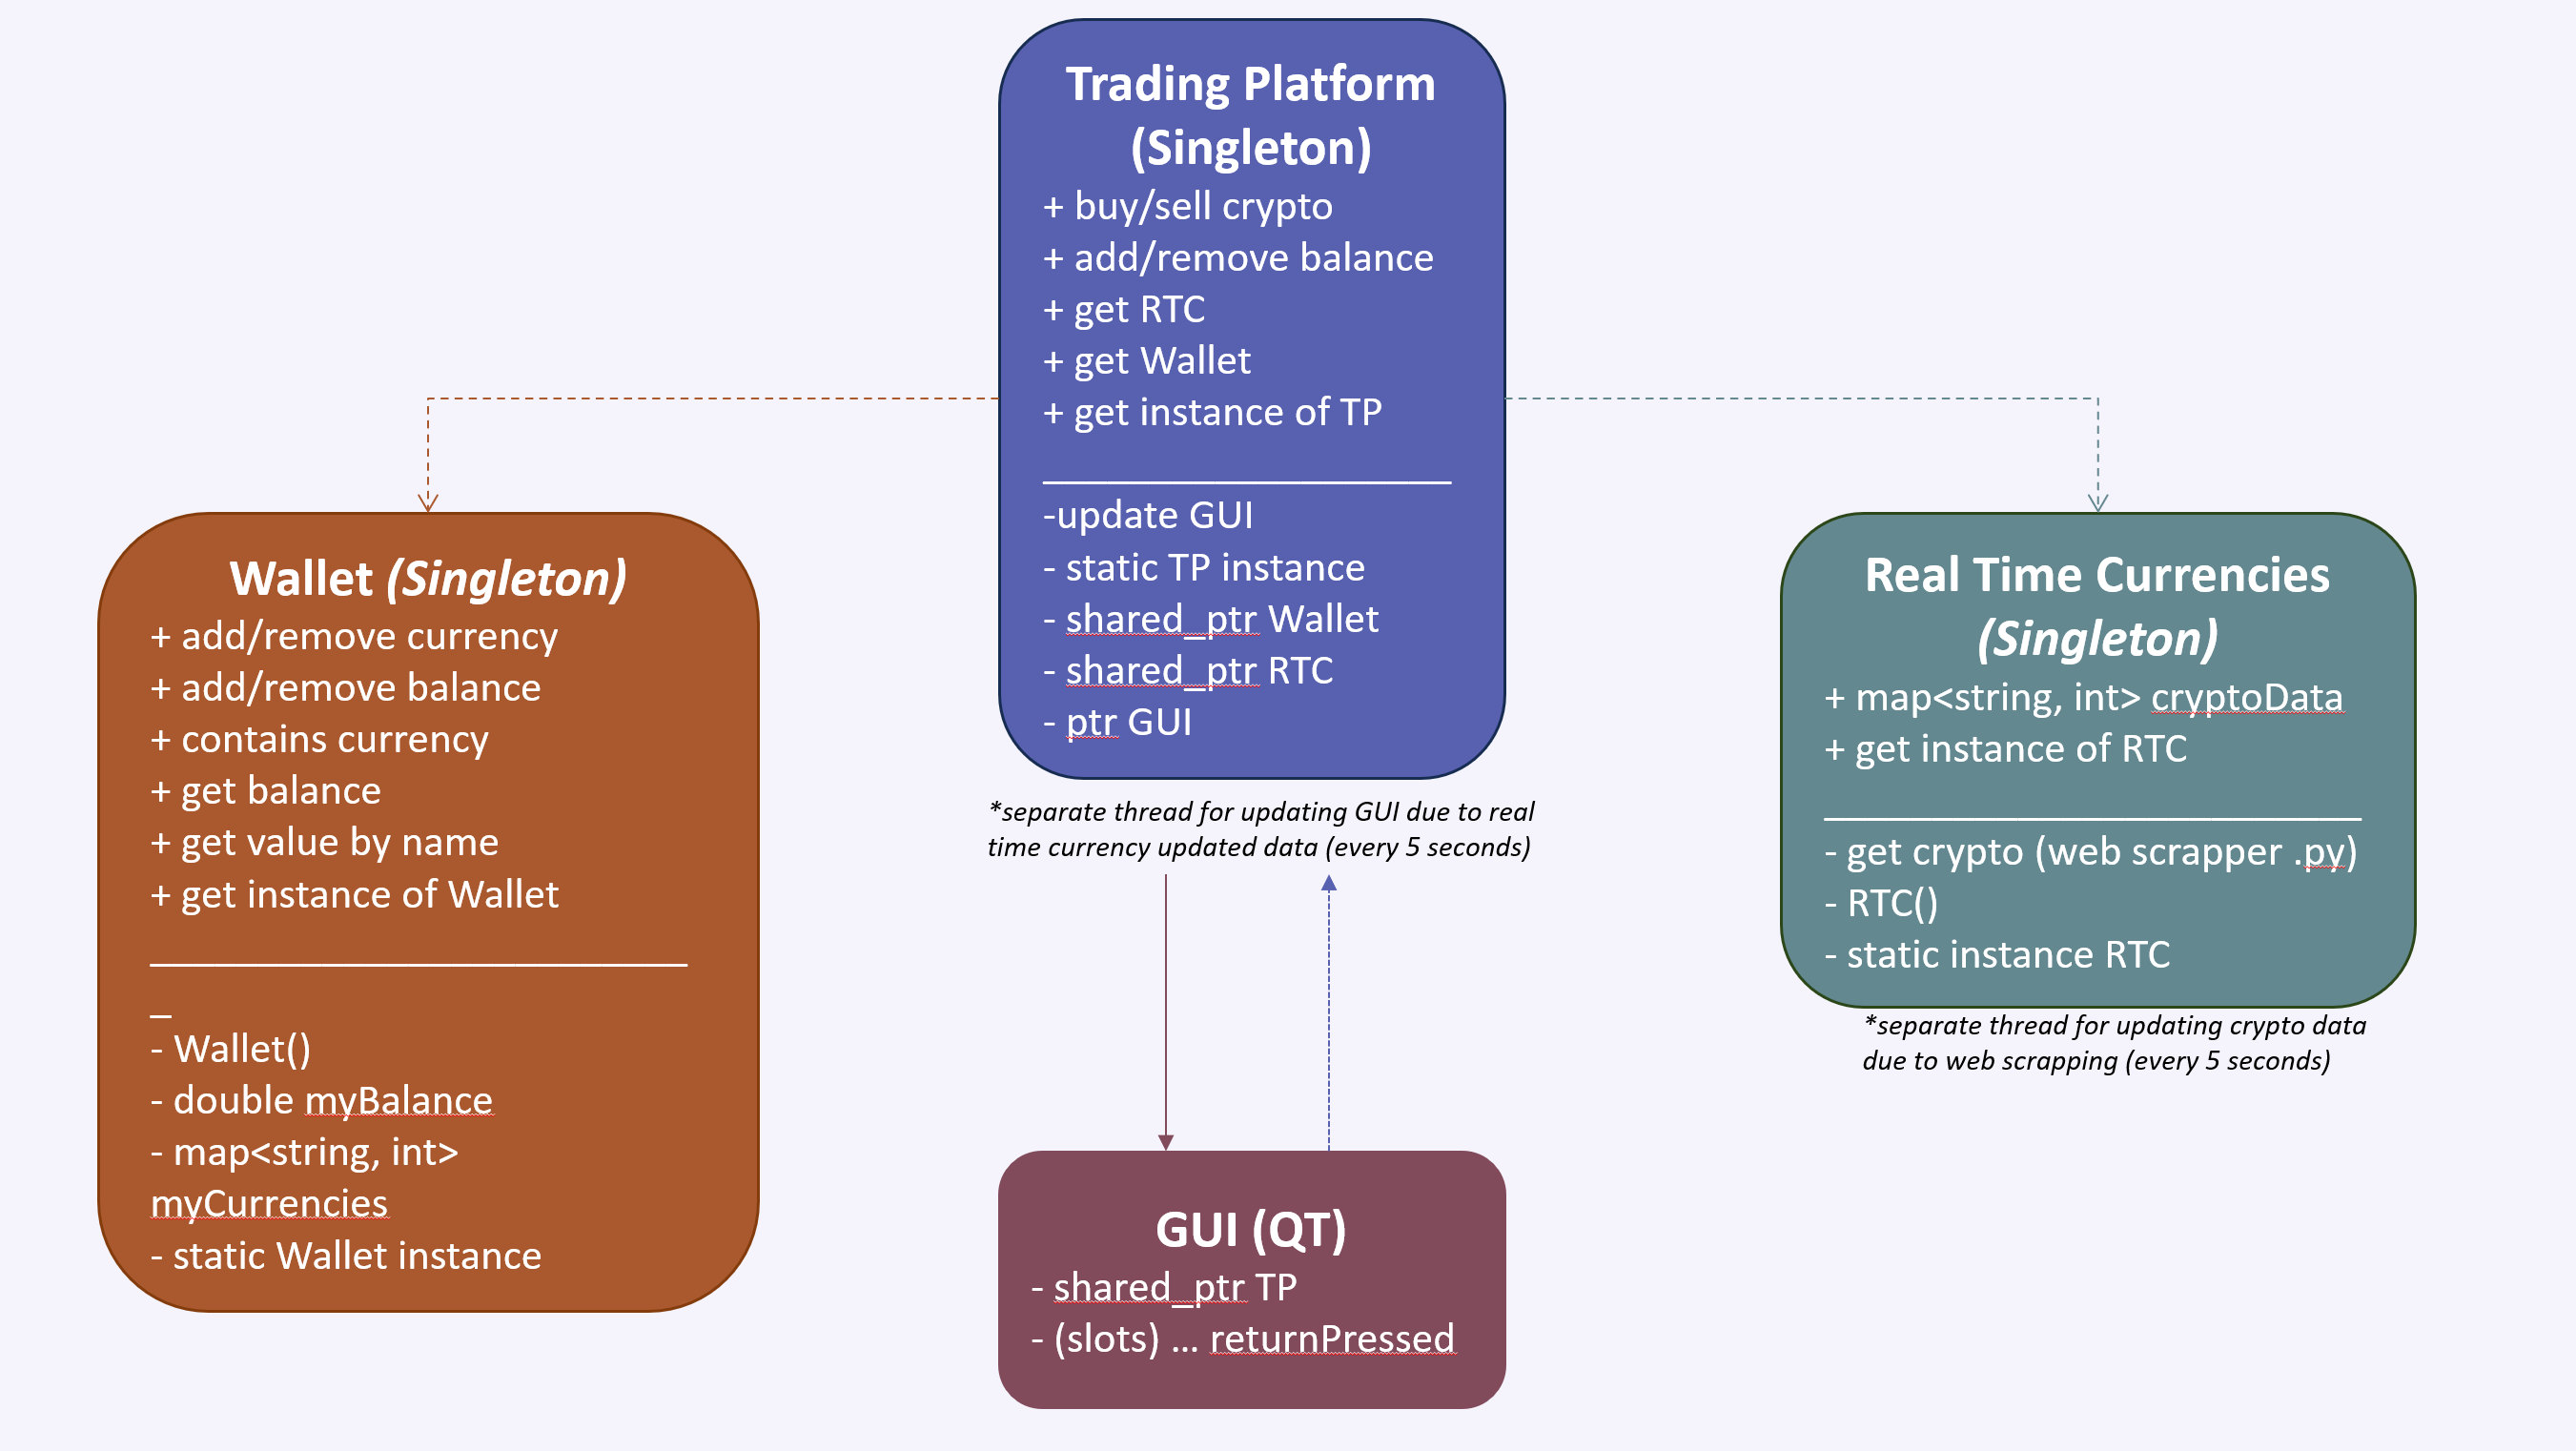 Trading Platform
(Singleton)
+ buy/sell crypto
+ add/remove balance
+ get RTC
+ get Wallet
+ get instance of TP
___________________
-update GUI
- static TP instance
- shared_ptr Wallet
- shared_ptr RTC
- ptr GUI
*separate thread for updating GUI due to real
time currency updated data (every 5 seconds)
Wallet (Singleton)
+ add/remove currency
+ add/remove balance
+ contains currency
+ get balance
+ get value by name
+ get instance of Wallet
_________________________
_
- Wallet()
- double myBalance
- map<string, int>
myCurrencies
- static Wallet instance
Real Time Currencies
(Singleton)
+ map<string, int> cryptoData
+ get instance of RTC
_________________________
- get crypto (web scrapper .py)
- RTC()
- static instance RTC
*separate thread for updating crypto data
due to web scrapping (every 5 seconds)
GUI (QT)
- shared_ptr TP
- (slots) ... returnPressed